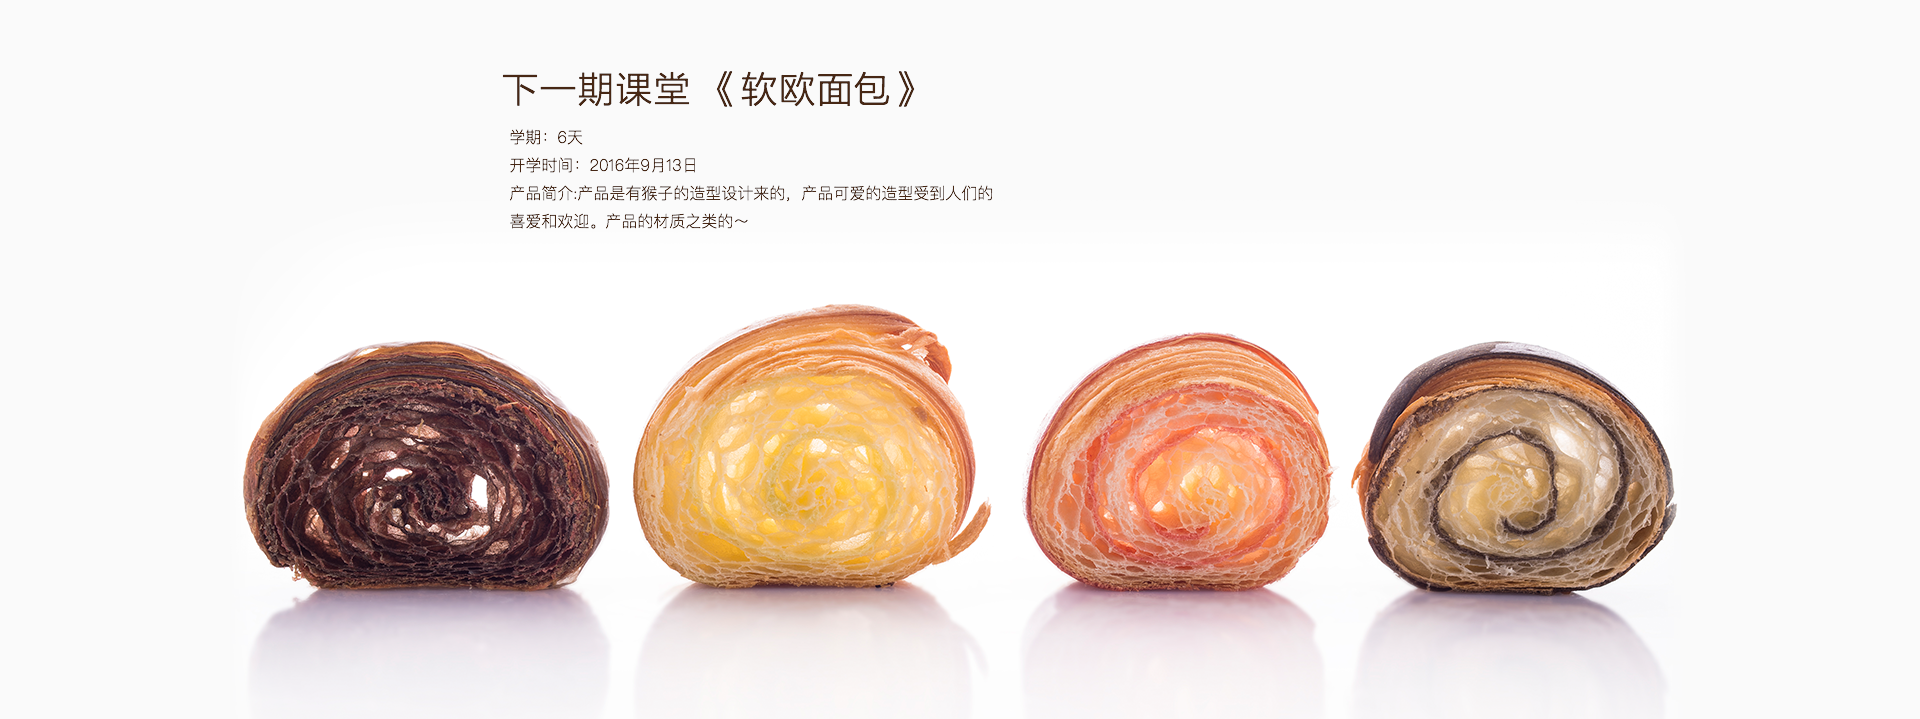 下一期课堂《软欧面包》
学期：6天
开学时间：2016年9月13日
产品简介:产品是有猴子的造型设计来的，产品可爱的造型受到人们的
喜爱和欢迎。产品的材质之类的～